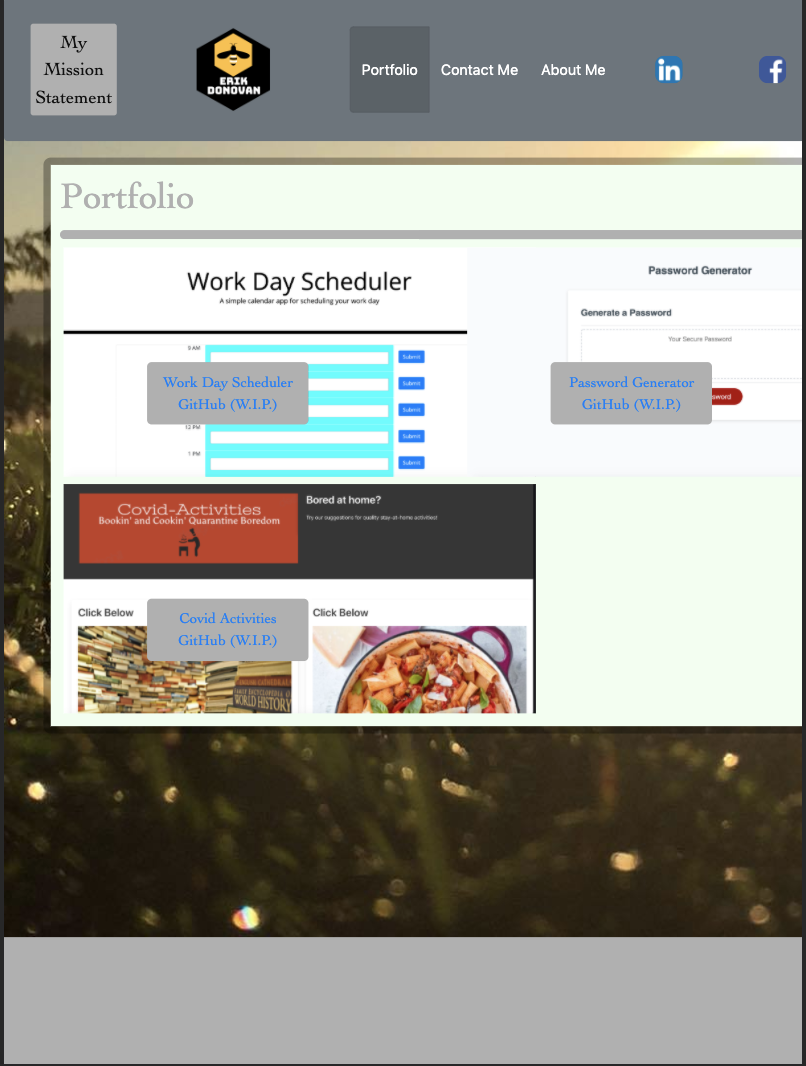 My
Mission
Statement
ERIK
DONOVAN
Portfolio
Contact Me
About Me
in
f
Portfolio
Work Day Scheduler
A simple calendar app for scheduling your work day
9 AM
Submit
Submit
Submit
12 PM
Submit
1 PM
Submit
Work Day Scheduler
GitHub (W.I.P.)
Password Generator
Generate a Password
Your Secure Password
Password Generator
GitHub (W.I.P.)
sword
Covid-Activities
Bookin' and Cookin' Quarantine Boredom
Bored at home?
Try our suggestions for quality stay-at-home activities!
Click Below
Click Below
Covid Activities
GitHub (W.I.P.)
WORLD HISTORY